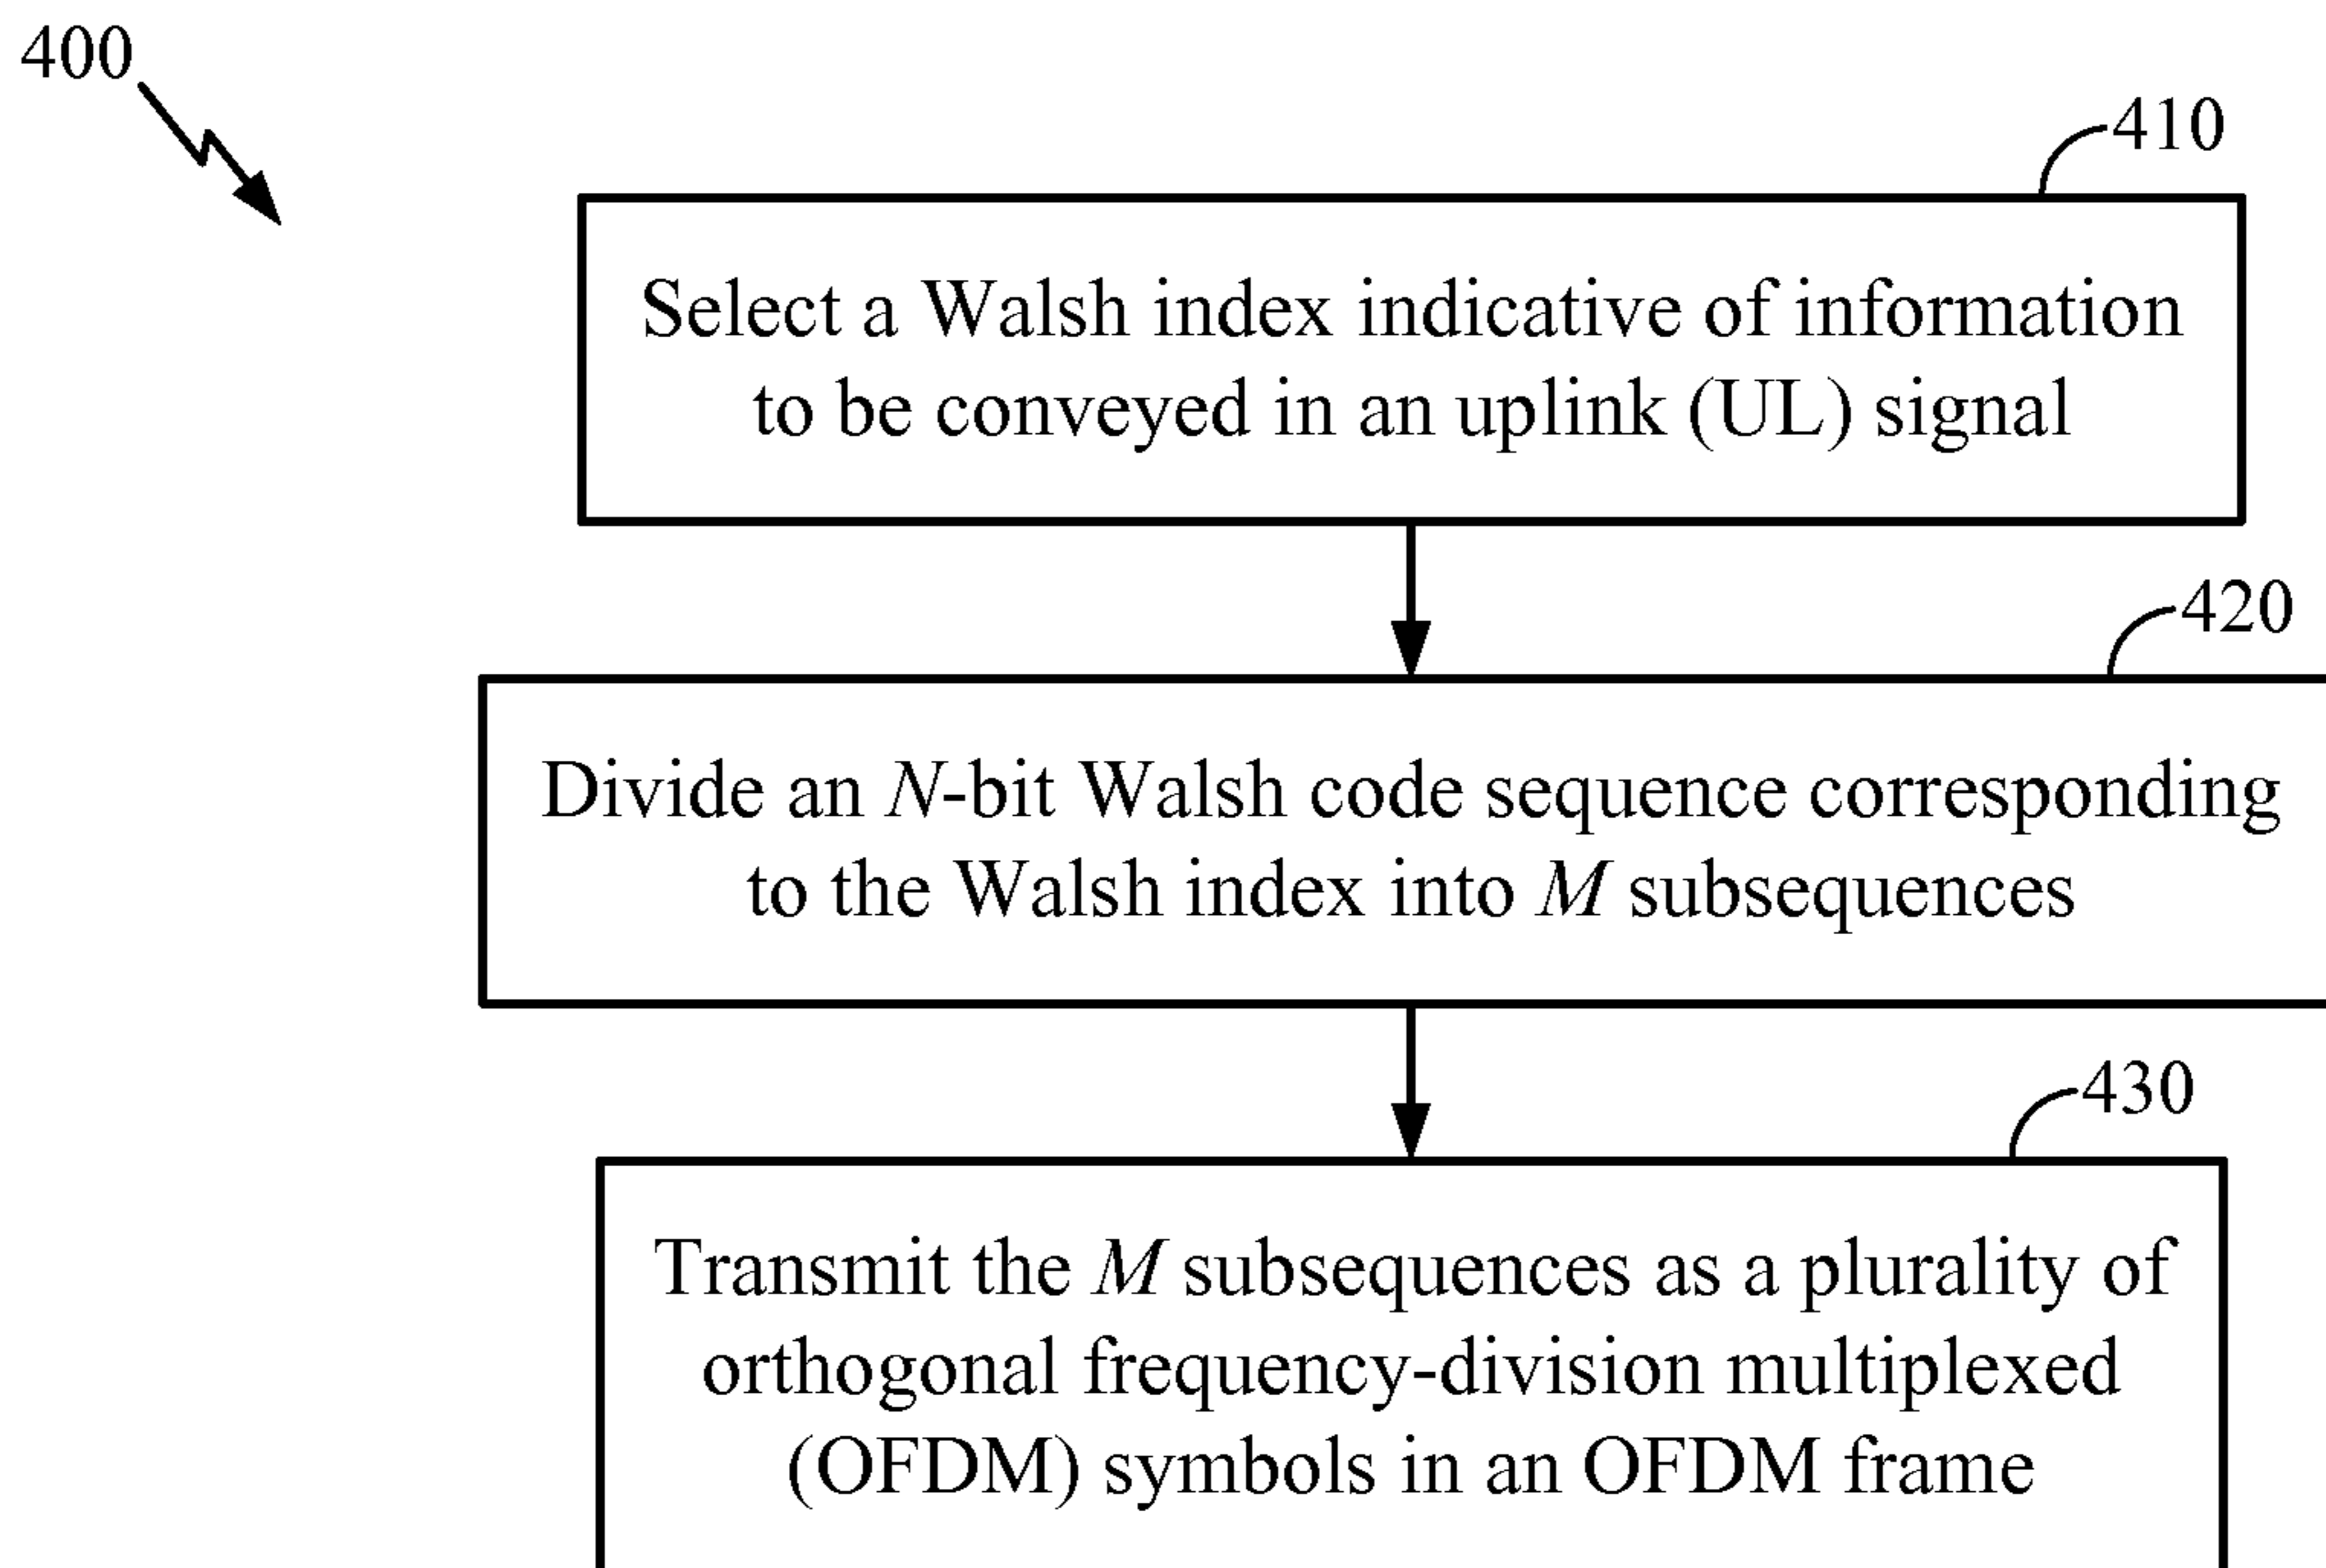 400
410
Select a Walsh index indicative of information
to be conveyed in an uplink (UL) signal
420
Divide an N-bit Walsh code sequence corresponding
to the Walsh index into M subsequences
430
Transmit the M subsequences as a plurality of
orthogonal frequency-division multiplexed
(OFDM) symbols in an OFDM frame